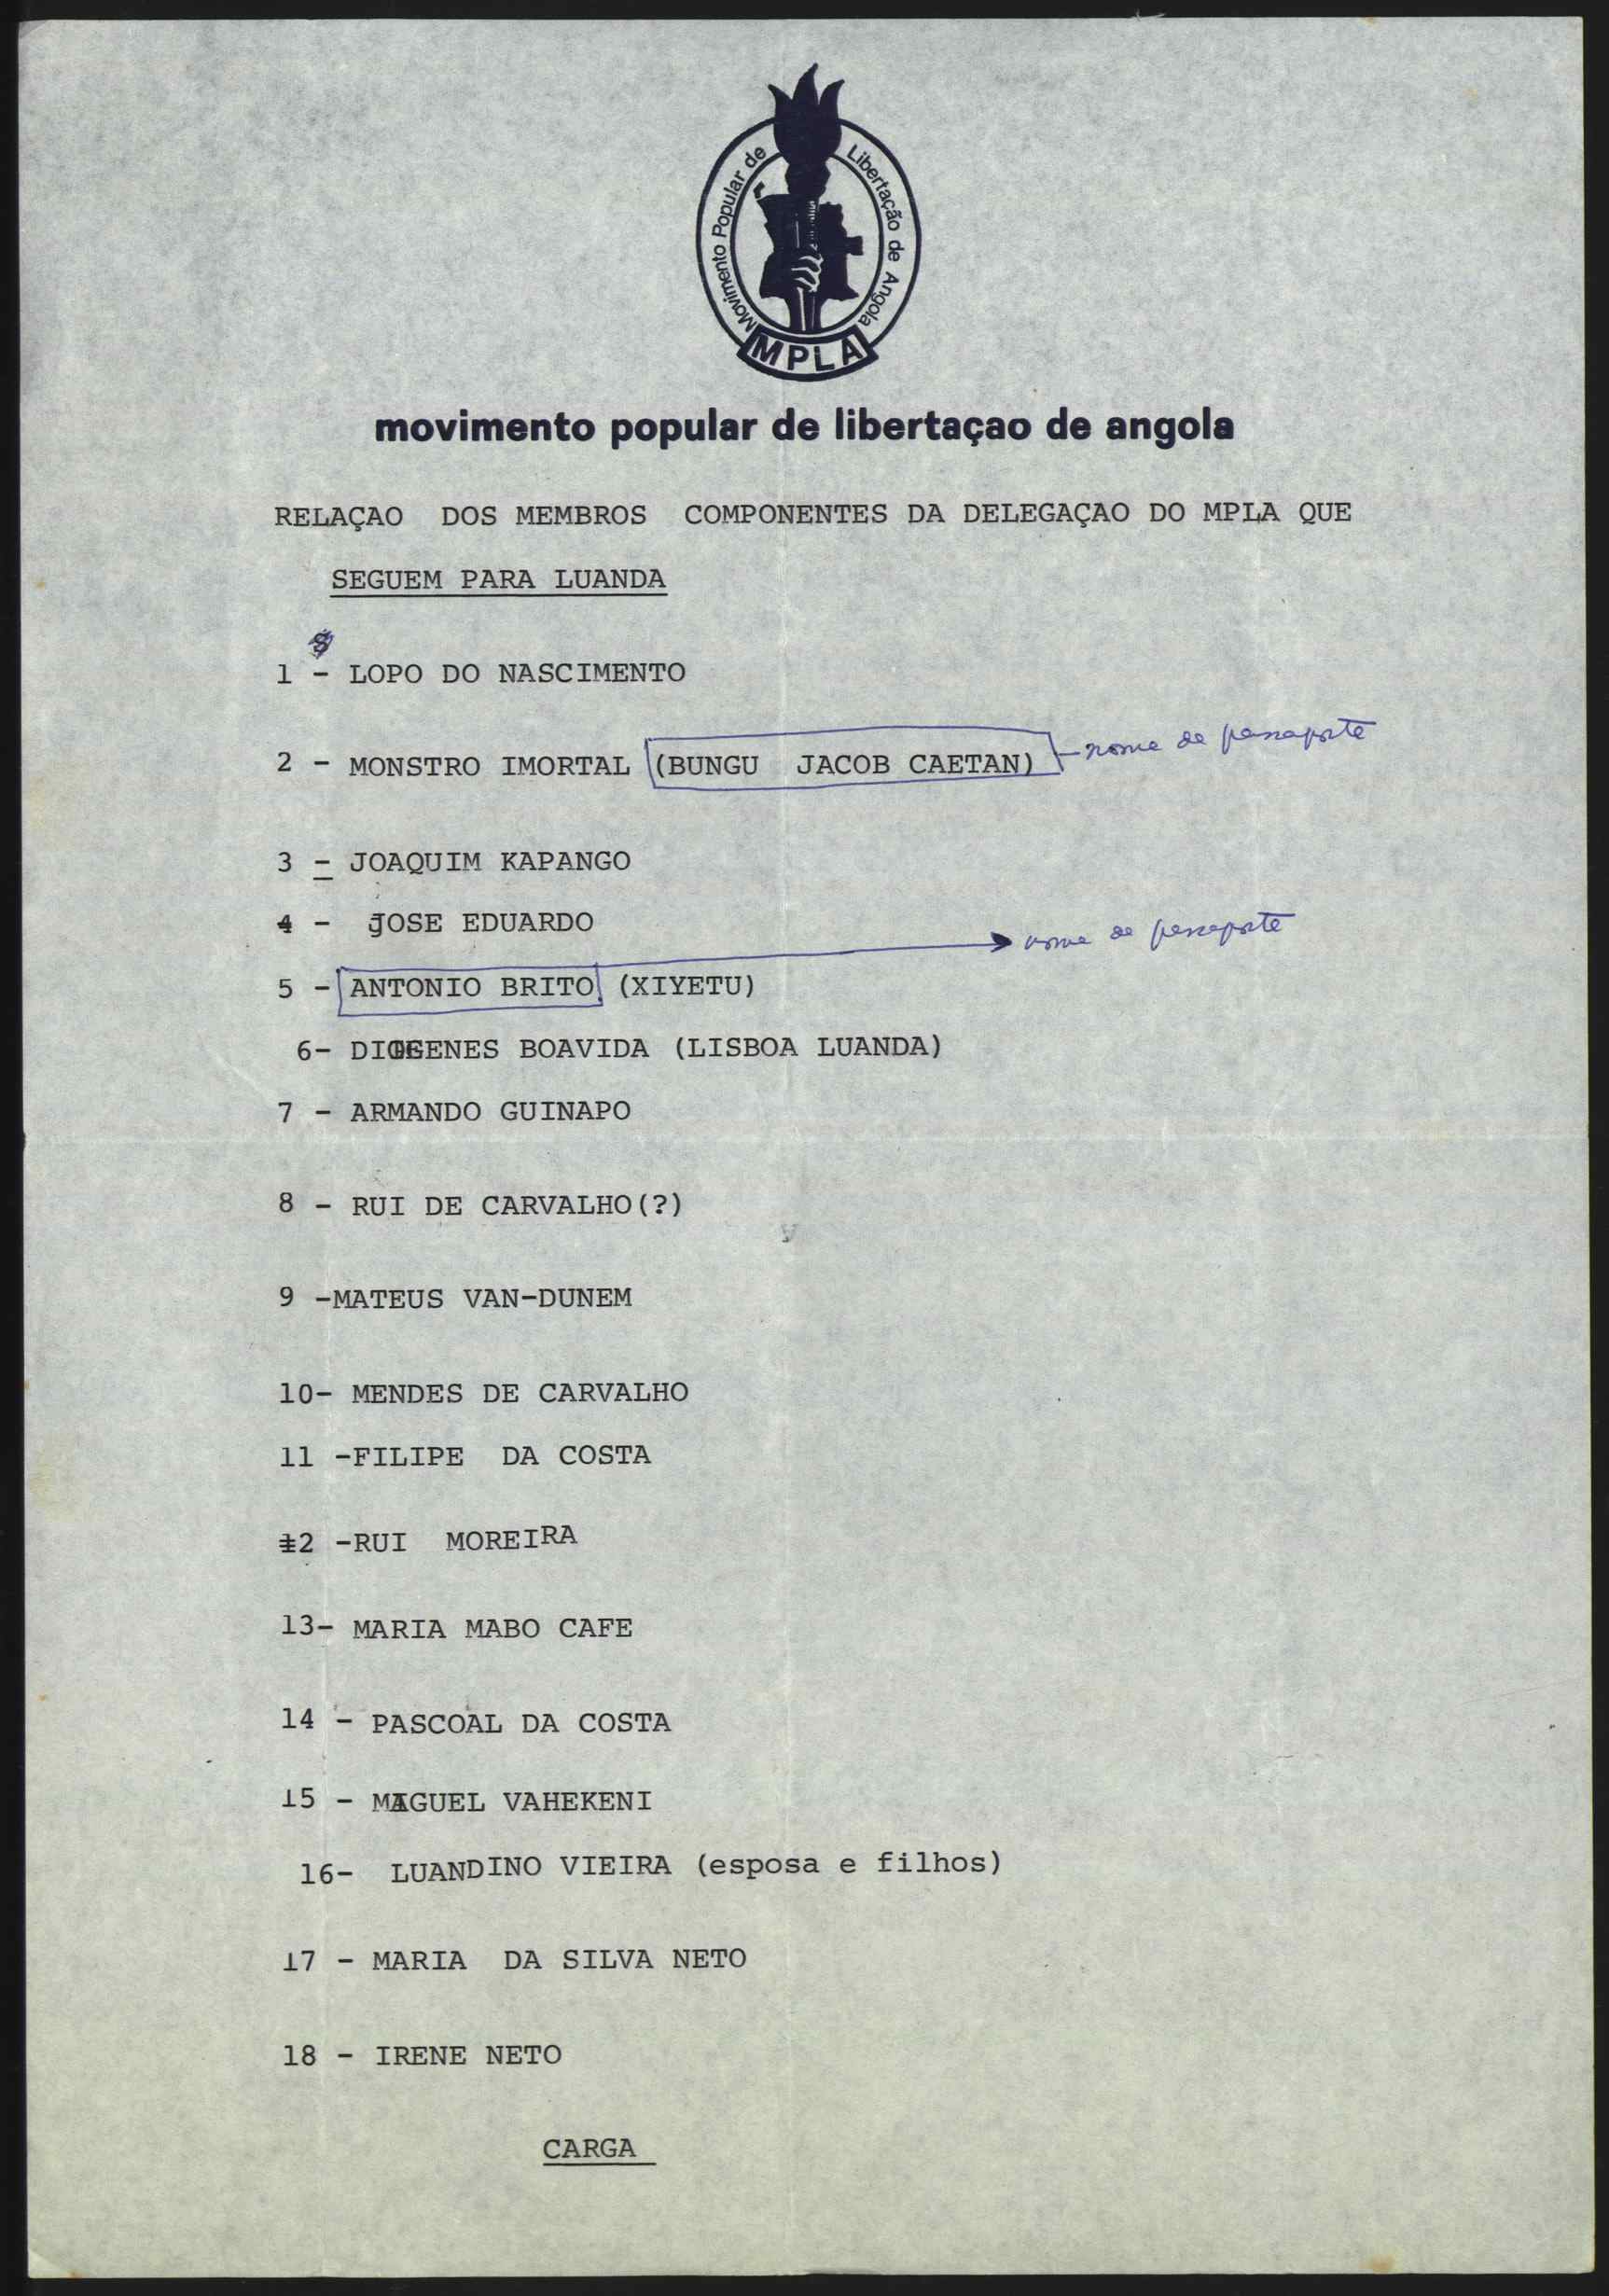 Movimento Popular de Libertação de Angola
MPLA
movimento popular de libertaçao de angola
RELAÇAO DOS MEMBROS COMPONENTES DA DELEGAÇAO DO MPLA QUE
SEGUEM PARA LUANDA
1 - LOPO DO NASCIMENTO
2 - MONSTRO IMORTAL (BUNGU JACOB CAETAN) - nome de passaporte
3 - JOAQUIM KAPANGO
4 - JOSE EDUARDO
nome de passaporte
5 - ANTONIO BRITO (XIYETU)
6- DIOGENES BOAVIDA (LISBOA LUANDA)
7 - ARMANDO GUINAPO
8 - RUI DE CARVALHO(?)
9 -MATEUS VAN-DUNEM
10- MENDES DE CARVALHO
11 -FILIPE DA COSTA
12 -RUI MOREIRA
13- MARIA MABO CAFE
14 - PASCOAL DA COSTA
15 - MIGUEL VAHEKENI
16- LUANDINO VIEIRA (esposa e filhos)
17 - MARIA DA SILVA NETO
18 - IRENE NETO
CARGA